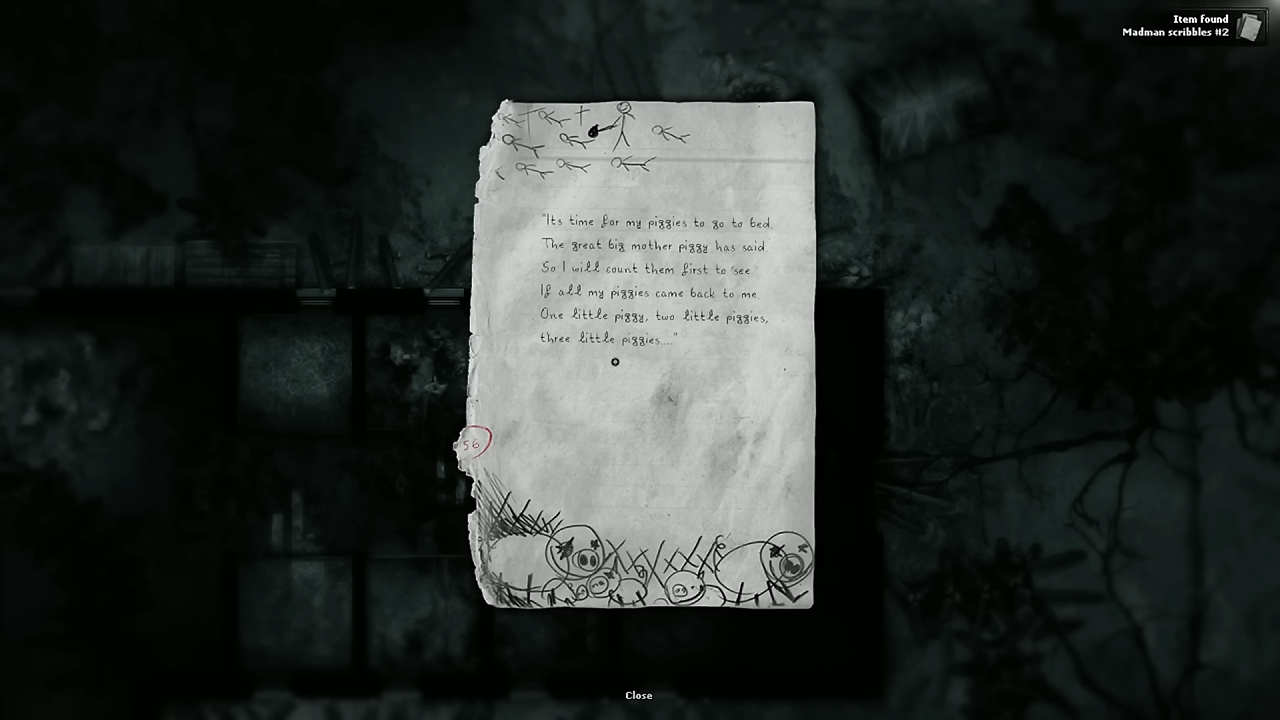 Item found
Madman scribbles #2
"Its time for my piggies to go to bed.
The great big mother piggy has said.
So I will count them first to see
If all my piggies came back to me.
One little piggy, two little piggies,
three little piggies...."
56
Close